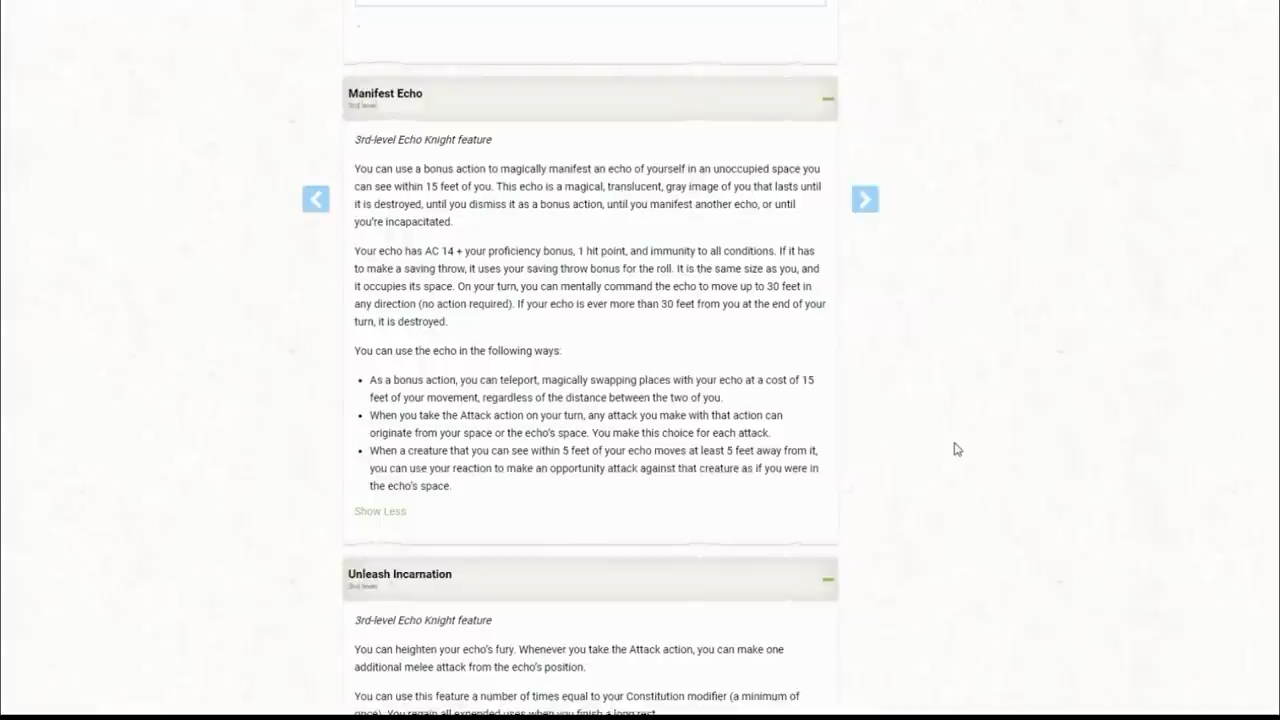 Manifest Echo
3rd level
3rd-level Echo Knight feature
You can use a bonus action to magically manifest an echo of yourself in an unoccupied space you
can see within 15 feet of you. This echo is a magical, translucent, gray image of you that lasts until
it is destroyed, until you dismiss it as a bonus action, until you manifest another echo, or until
you're incapacitated.
Your echo has AC 14 + your proficiency bonus, 1 hit point, and immunity to all conditions. If it has
to make a saving throw, it uses your saving throw bonus for the roll. It is the same size as you, and
it occupies its space. On your turn, you can mentally command the echo to move up to 30 feet in
any direction (no action required). If your echo is ever more than 30 feet from you at the end of your
turn, it is destroyed.
You can use the echo in the following ways:
• As a bonus action, you can teleport, magically swapping places with your echo at a cost of 15
feet of your movement, regardless of the distance between the two of you.
• When you take the Attack action on your turn, any attack you make with that action can
originate from your space or the echo's space. You make this choice for each attack.
• When a creature that you can see within 5 feet of your echo moves at least 5 feet away from it,
you can use your reaction to make an opportunity attack against that creature as if you were in
the echo's space.
Show Less
Unleash Incarnation
3rd level
3rd-level Echo Knight feature
You can heighten your echo's fury. Whenever you take the Attack action, you can make one
additional melee attack from the echo's position.
You can use this feature a number of times equal to your Constitution modifier (a minimum of
once). You regain all expended uses when you finish a long rest.